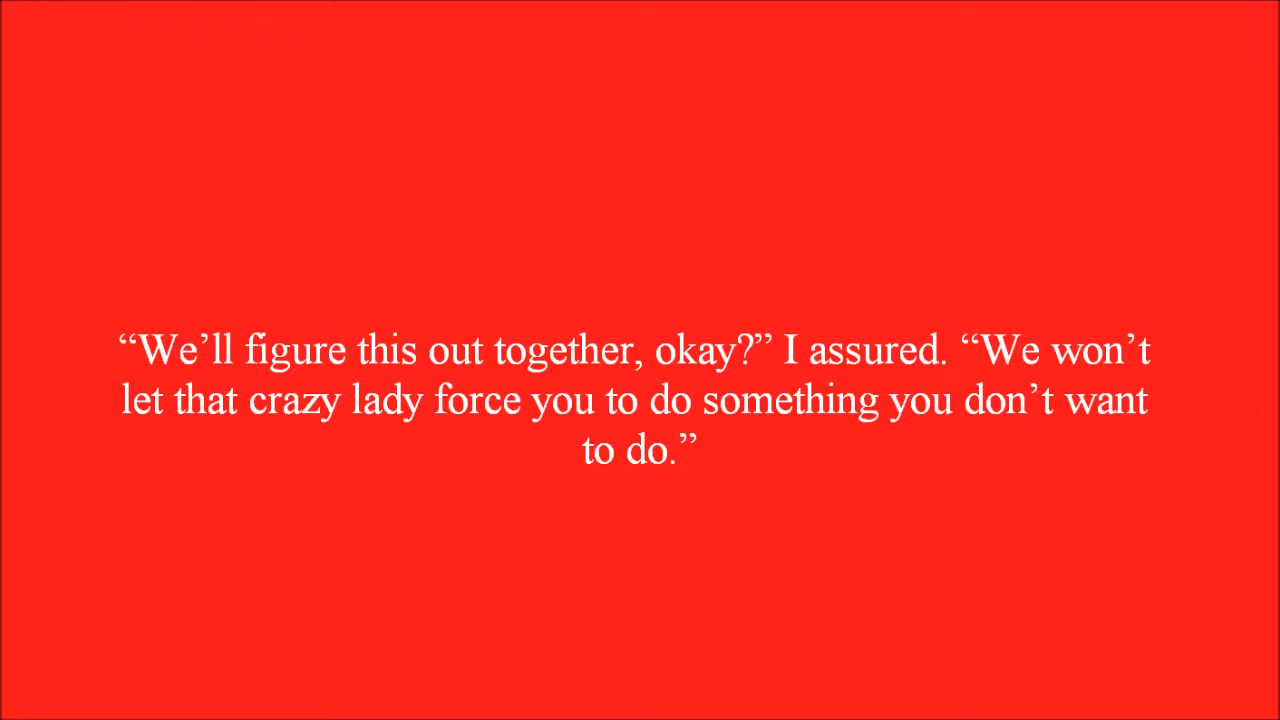 “We’ll figure this out together, okay?” I assured. “We won’t
let that crazy lady force you to do something you don’t want
to do.”